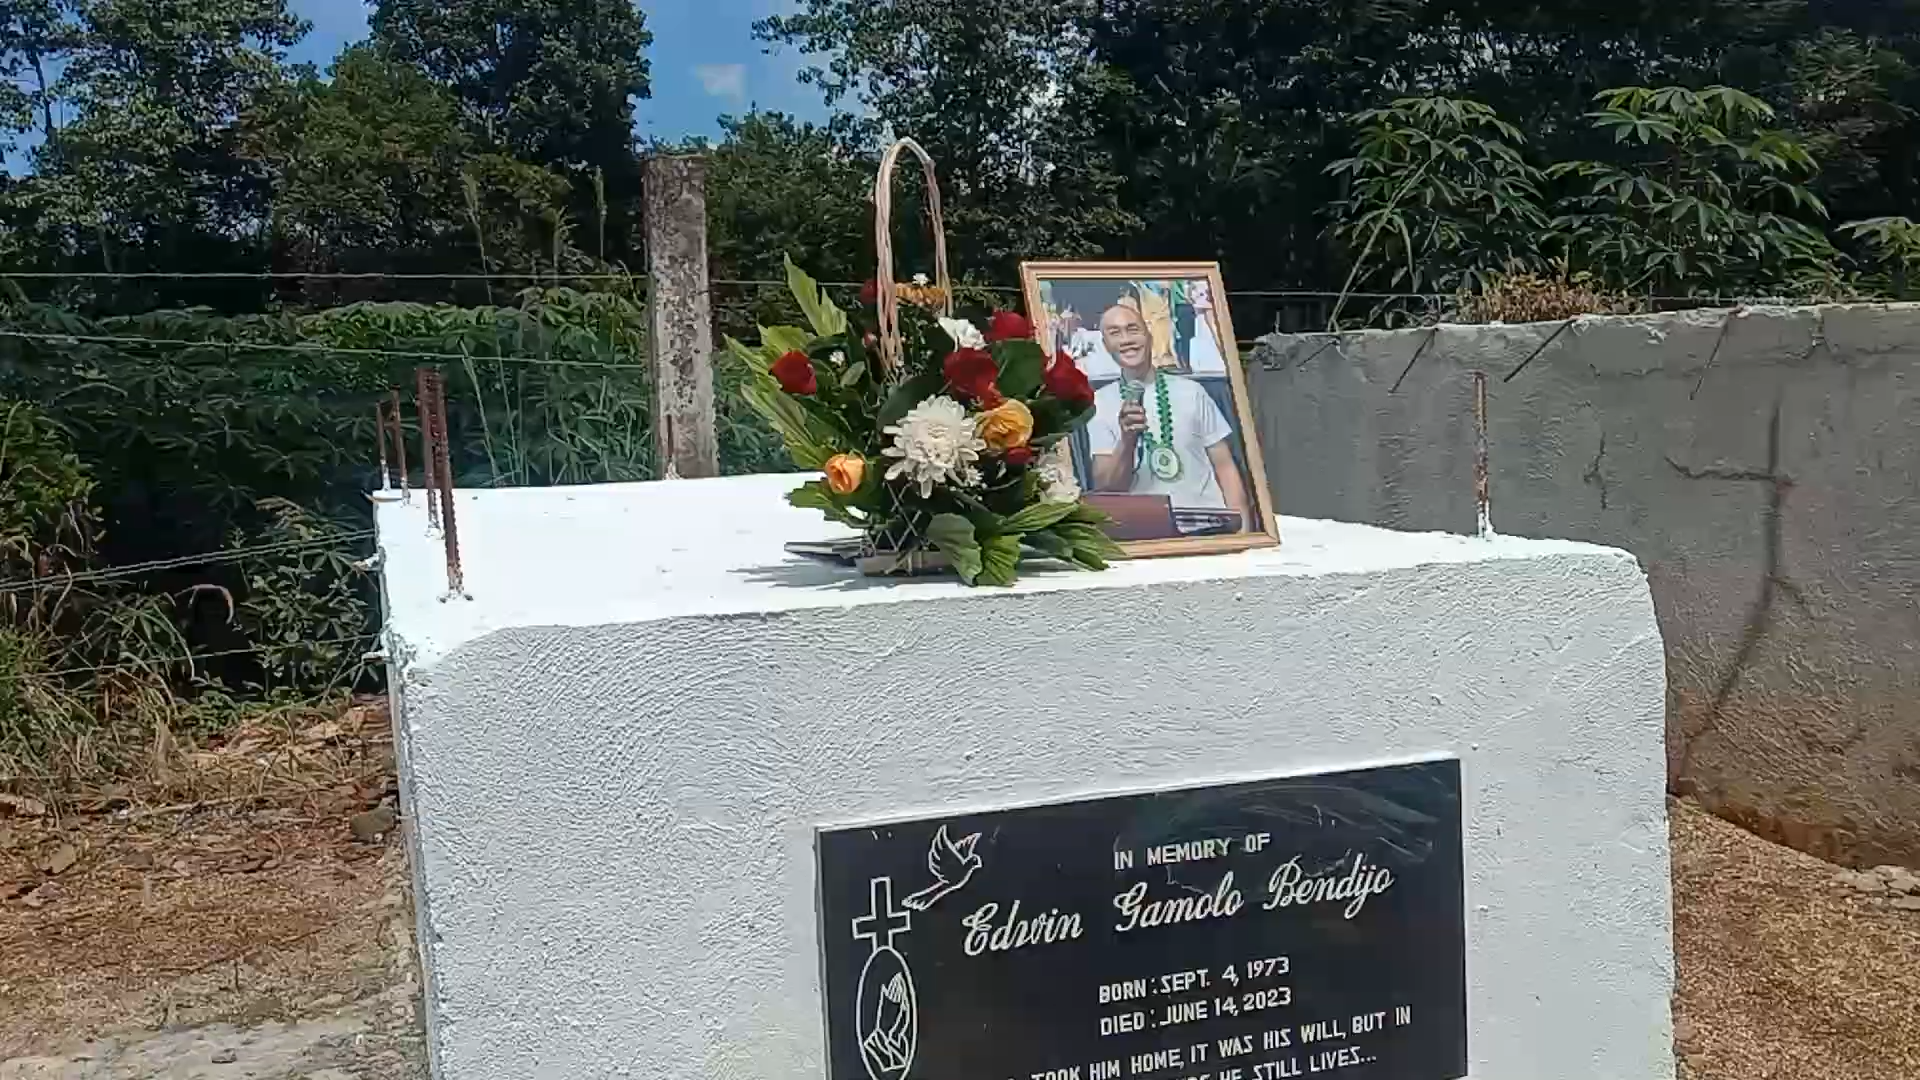 IN MEMORY OF
Edwin Gamolo Bendijo
BORN : SEPT. 4, 1973
DIED : JUNE 14, 2023
TOOK HIM HOME, IT WAS HIS WILL, BUT IN
HE STILL LIVES...